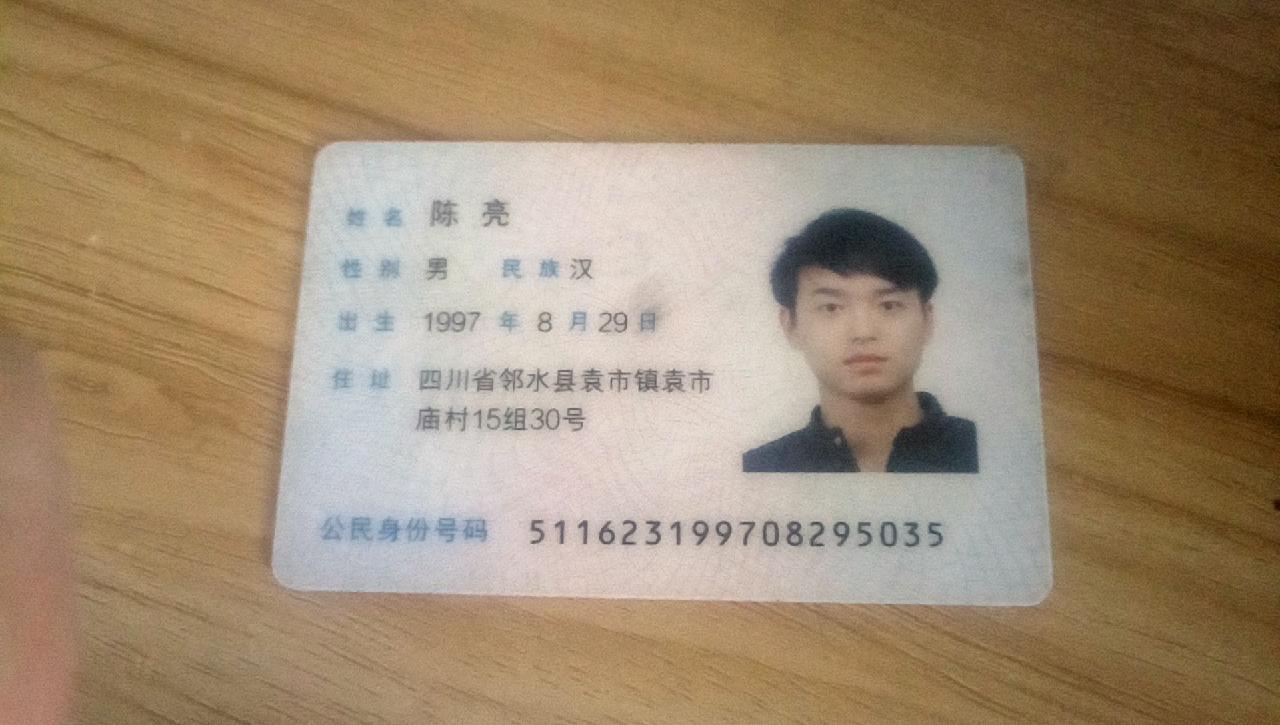 姓名 陈亮
性别 男 民族 汉
出生 1997 年 8 月 29 日
住址 四川省邻水县袁市镇袁市
庙村15组30号
公民身份号码 511623199708295035